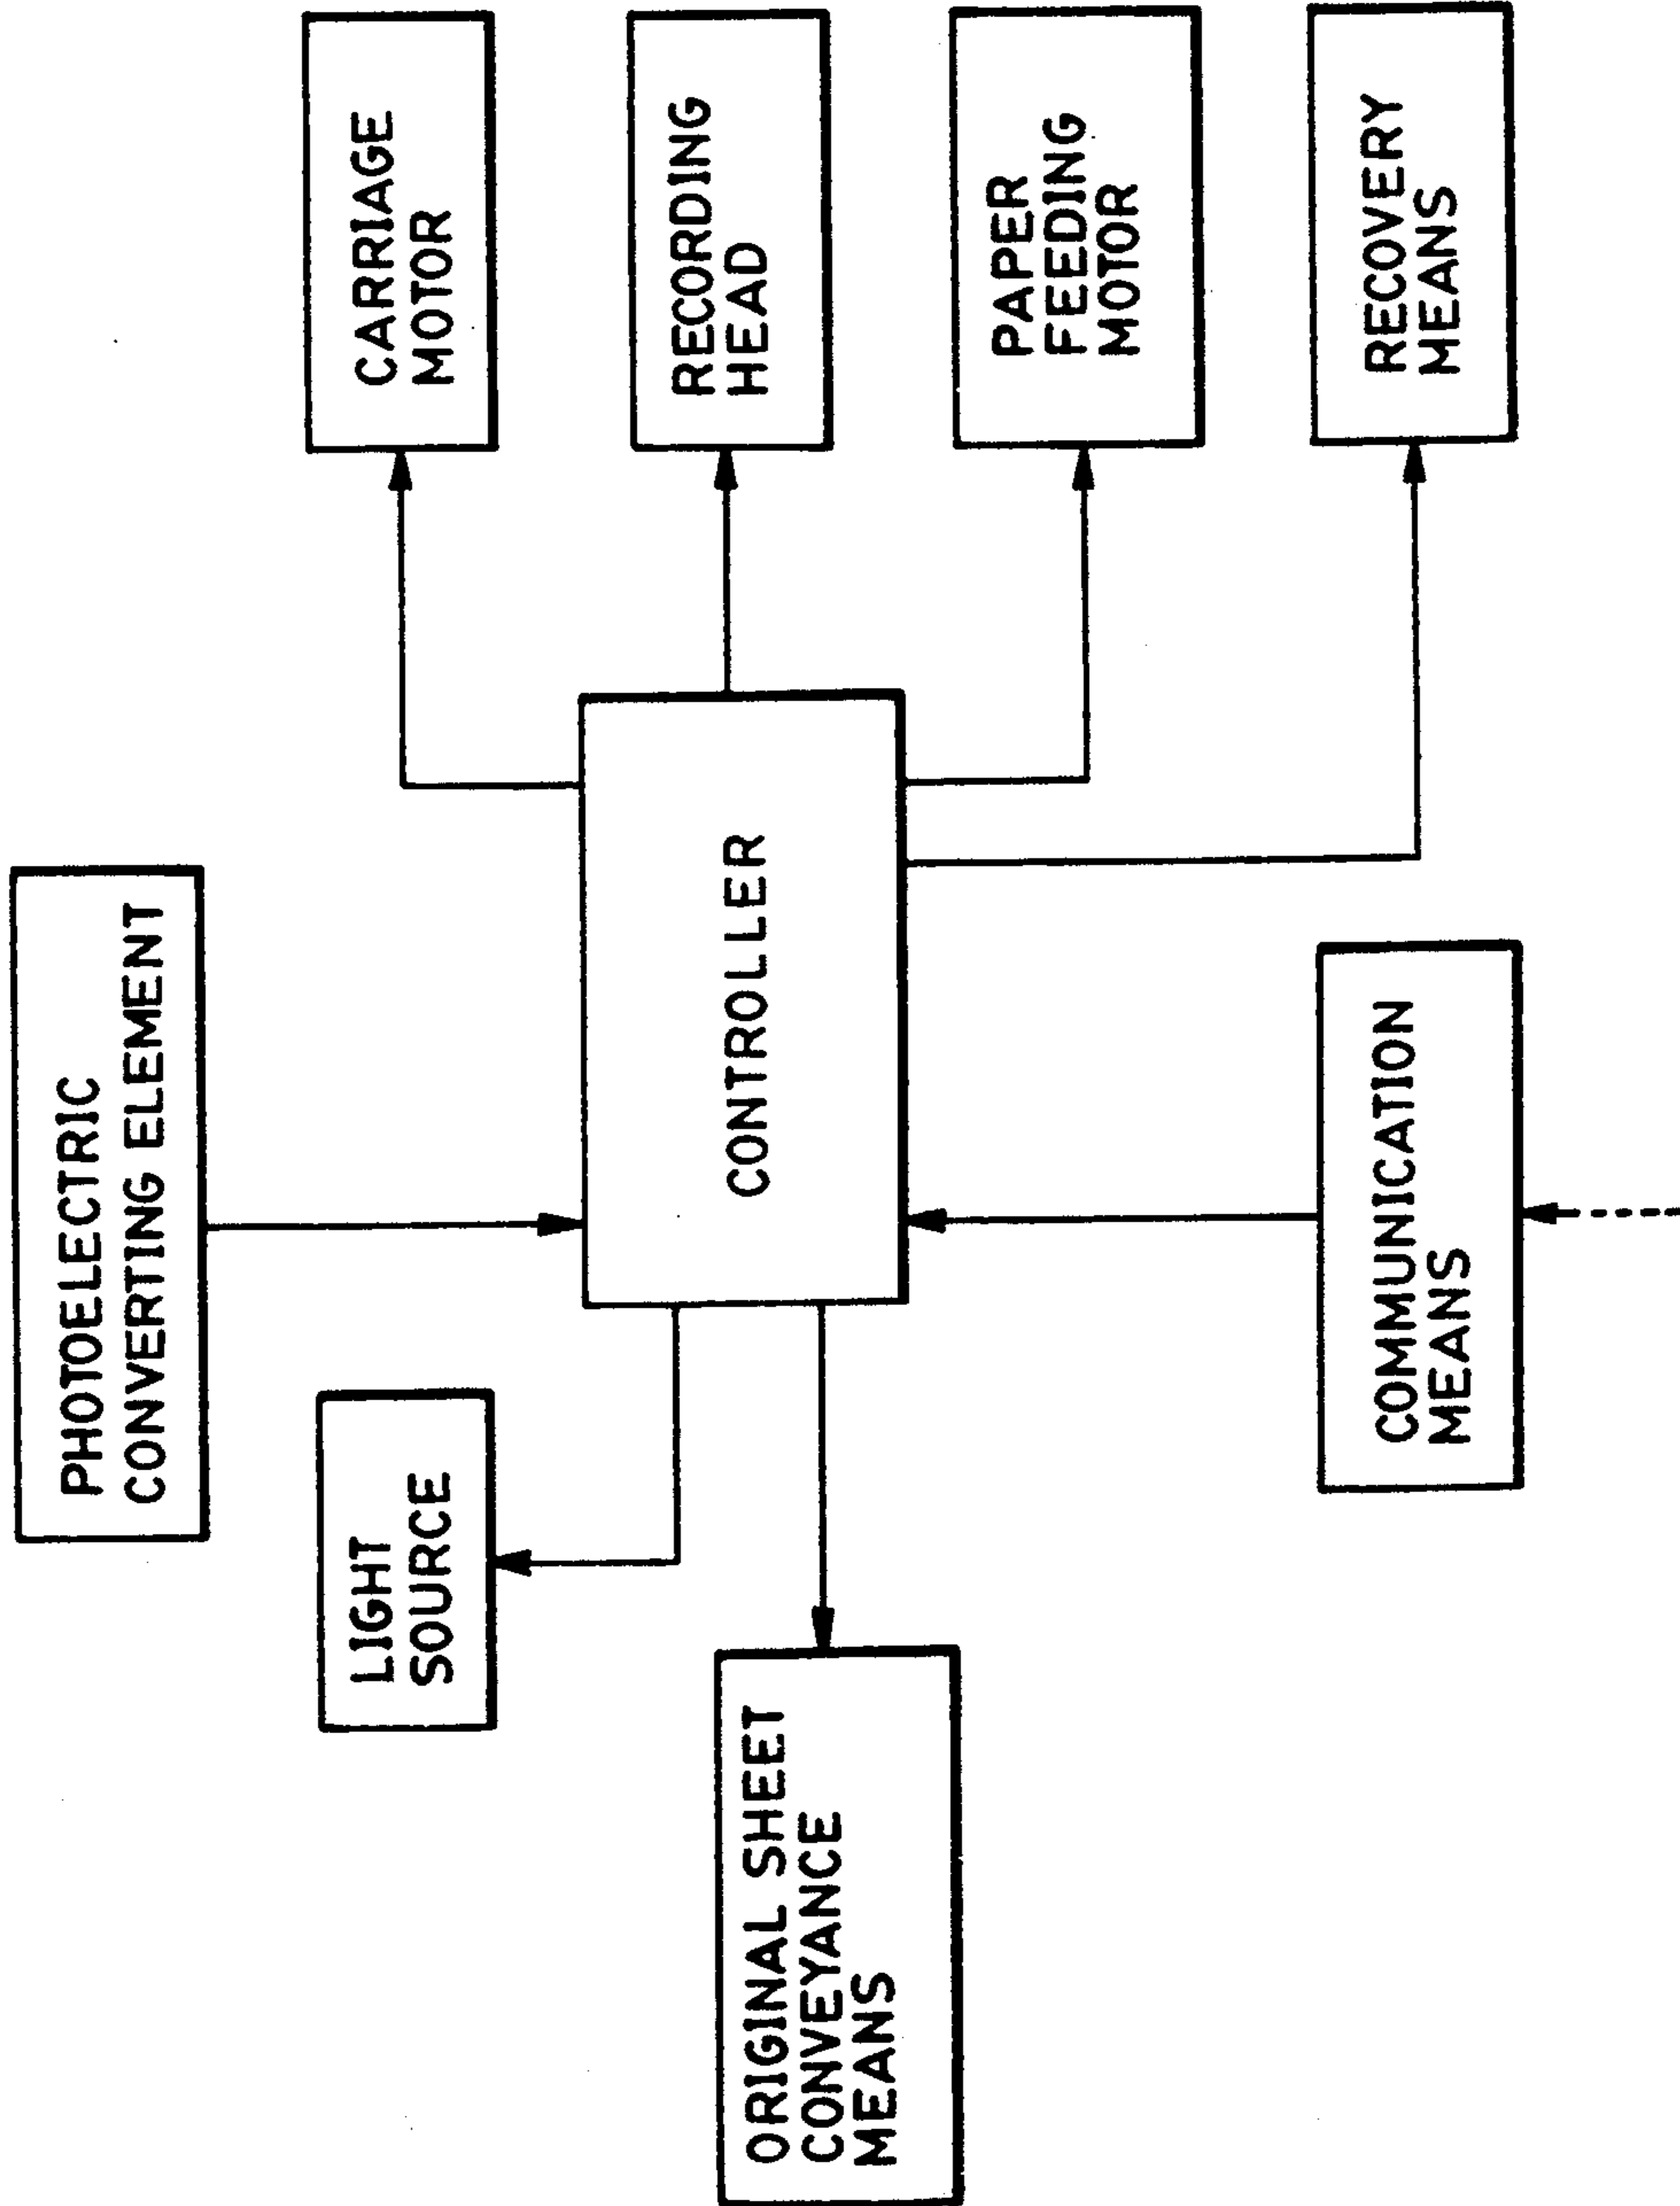 PHOTOELECTRIC
CONVERTING ELEMENT
LIGHT
SOURCE
CARRIAGE
MOTOR
ORIGINAL SHEET
CONVEYANCE
MEANS
CONTROLLER
RECORDING
HEAD
PAPER
FEEDING
MOTOR
COMMUNICATION
MEANS
RECOVERY
MEANS